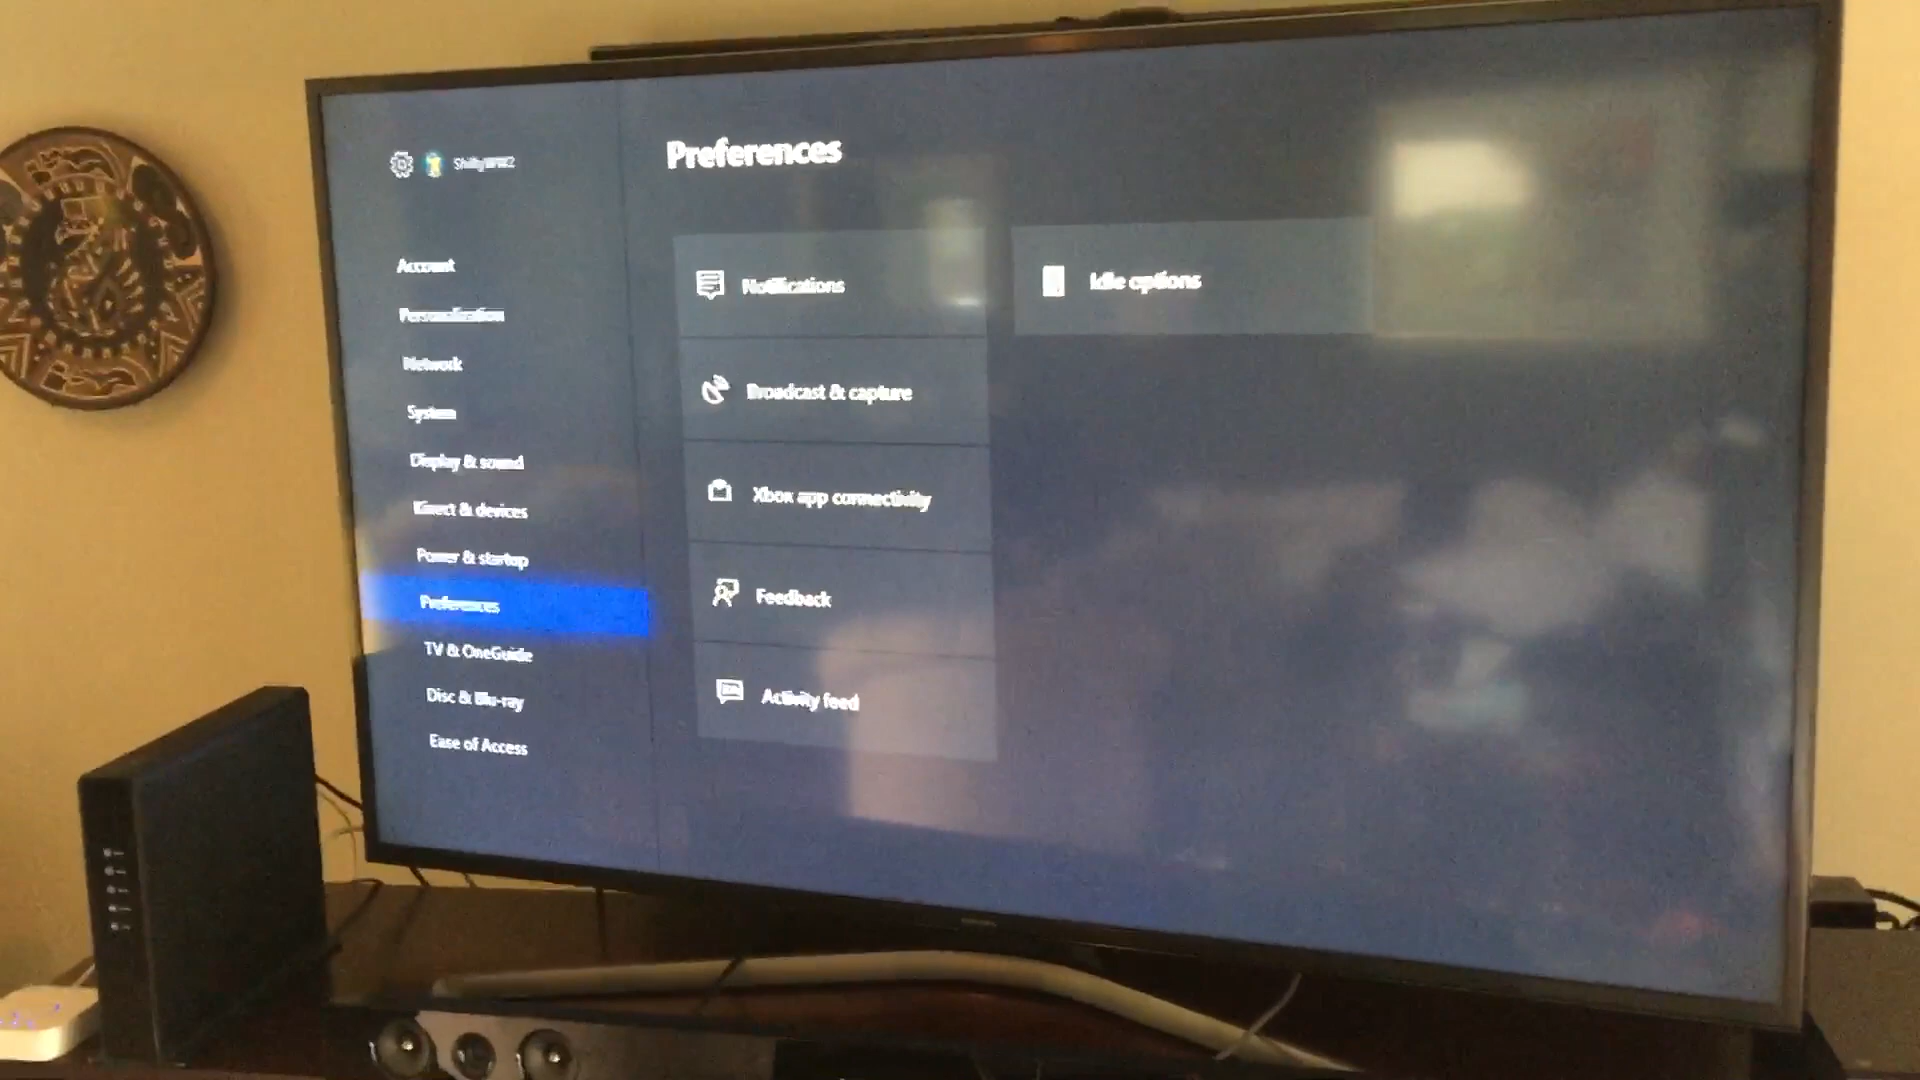 Preferences
Account
Personalization
Network
System
Display & sound
Kinect & devices
Power & startup
Preferences
TV & OneGuide
Disc & Blu-ray
Ease of Access
Notifications
Broadcast & capture
Xbox app connectivity
Feedback
Activity feed
Idle options